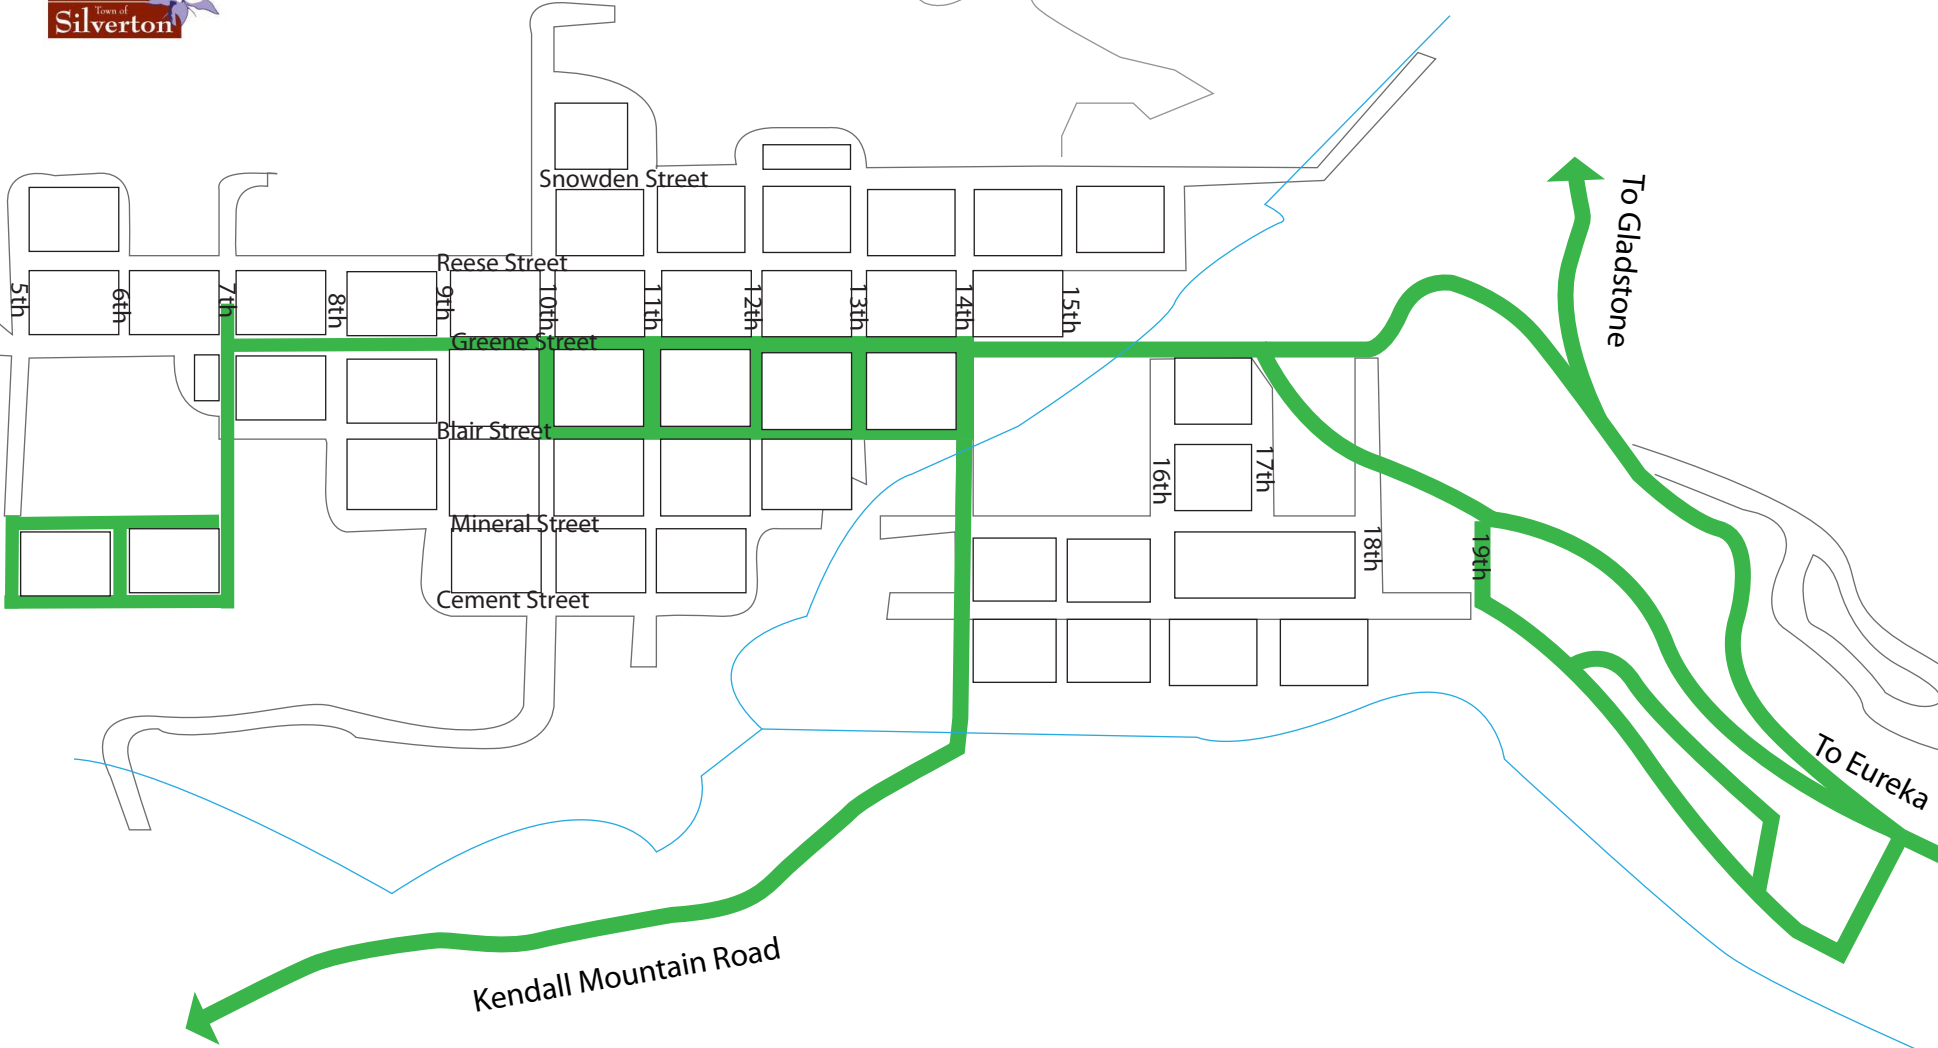 Town of
Silverton
Snowden Street
To Gladstone
Reese Street
5th
6th
7th
8th
9th
10th
11th
12th
13th
14th
15th
Greene Street
Blair Street
16th
17th
Mineral Street
18th
19th
Cement Street
To Eureka
Kendall Mountain Road